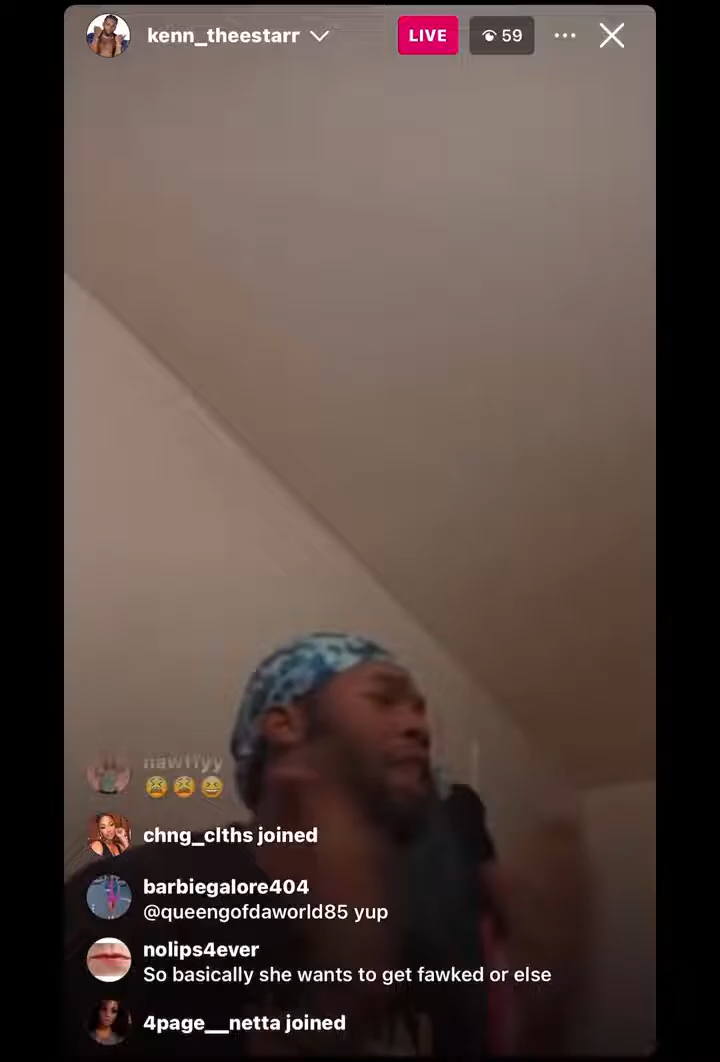 kenn_theestarr
LIVE
59
nawffyy
😫 😫 😆
chng_clths joined
barbiegalore404
@queengofdaworld85 yup
nolips4ever
So basically she wants to get fawked or else
4page__netta joined